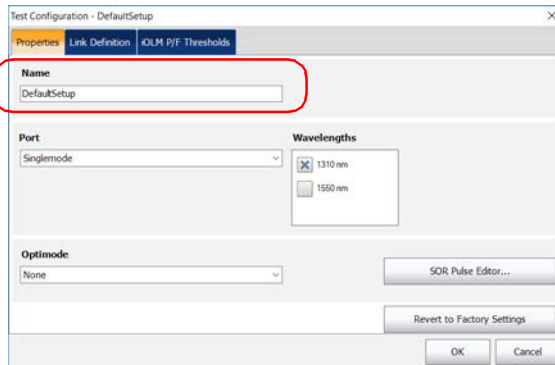 Test Configuration - DefaultSetup
Properties Link Definition iOLM P/F Thresholds
Name
DefaultSetup
Port
Wavelengths
Singlemode
1310 nm
1550 nm
Optimode
None
SOR Pulse Editor...
Revert to Factory Settings
OK Cancel